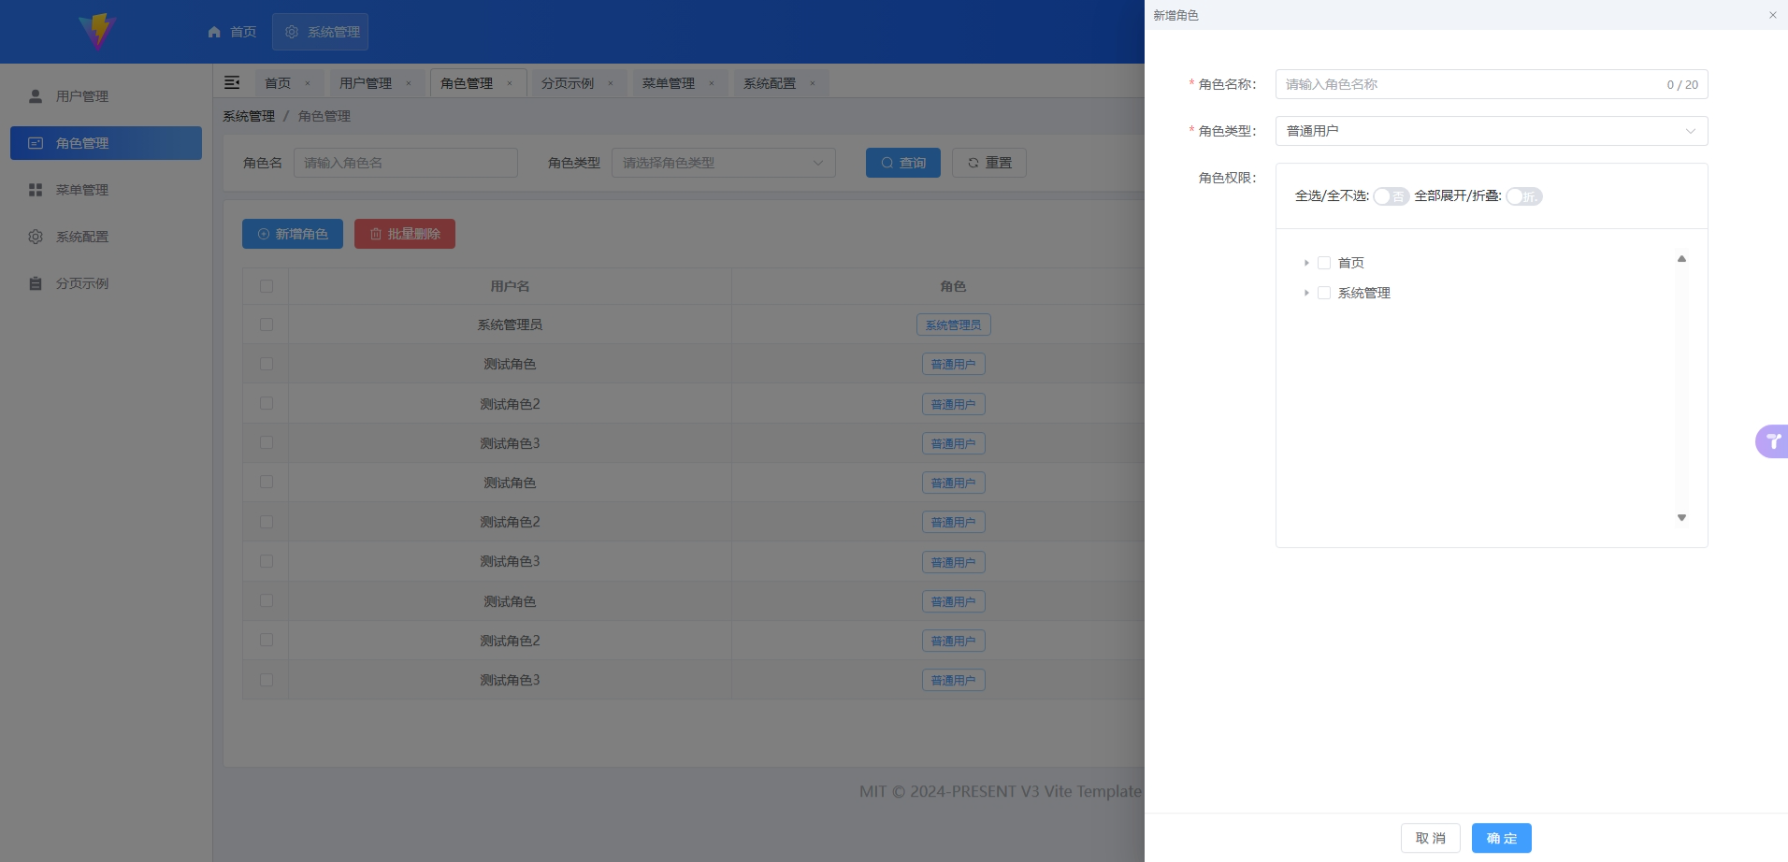 首页
系统管理
新增角色
用户管理
角色管理
菜单管理
系统配置
分页示例
首页 用户管理 角色管理 分页示例 菜单管理 系统配置
系统管理 / 角色管理
角色名 请输入角色名 角色类型 请选择角色类型 查询 重置
新增角色 批量删除
用户名 角色
系统管理员 系统管理员
测试角色 普通用户
测试角色2 普通用户
测试角色3 普通用户
测试角色 普通用户
测试角色2 普通用户
测试角色3 普通用户
测试角色 普通用户
测试角色2 普通用户
测试角色3 普通用户
MIT © 2024-PRESENT V3 Vite Template
* 角色名称: 请输入角色名称 0 / 20
* 角色类型: 普通用户
角色权限:
全选/全不选: 否 全部展开/折叠: 折.
首页
系统管理
取 消 确 定